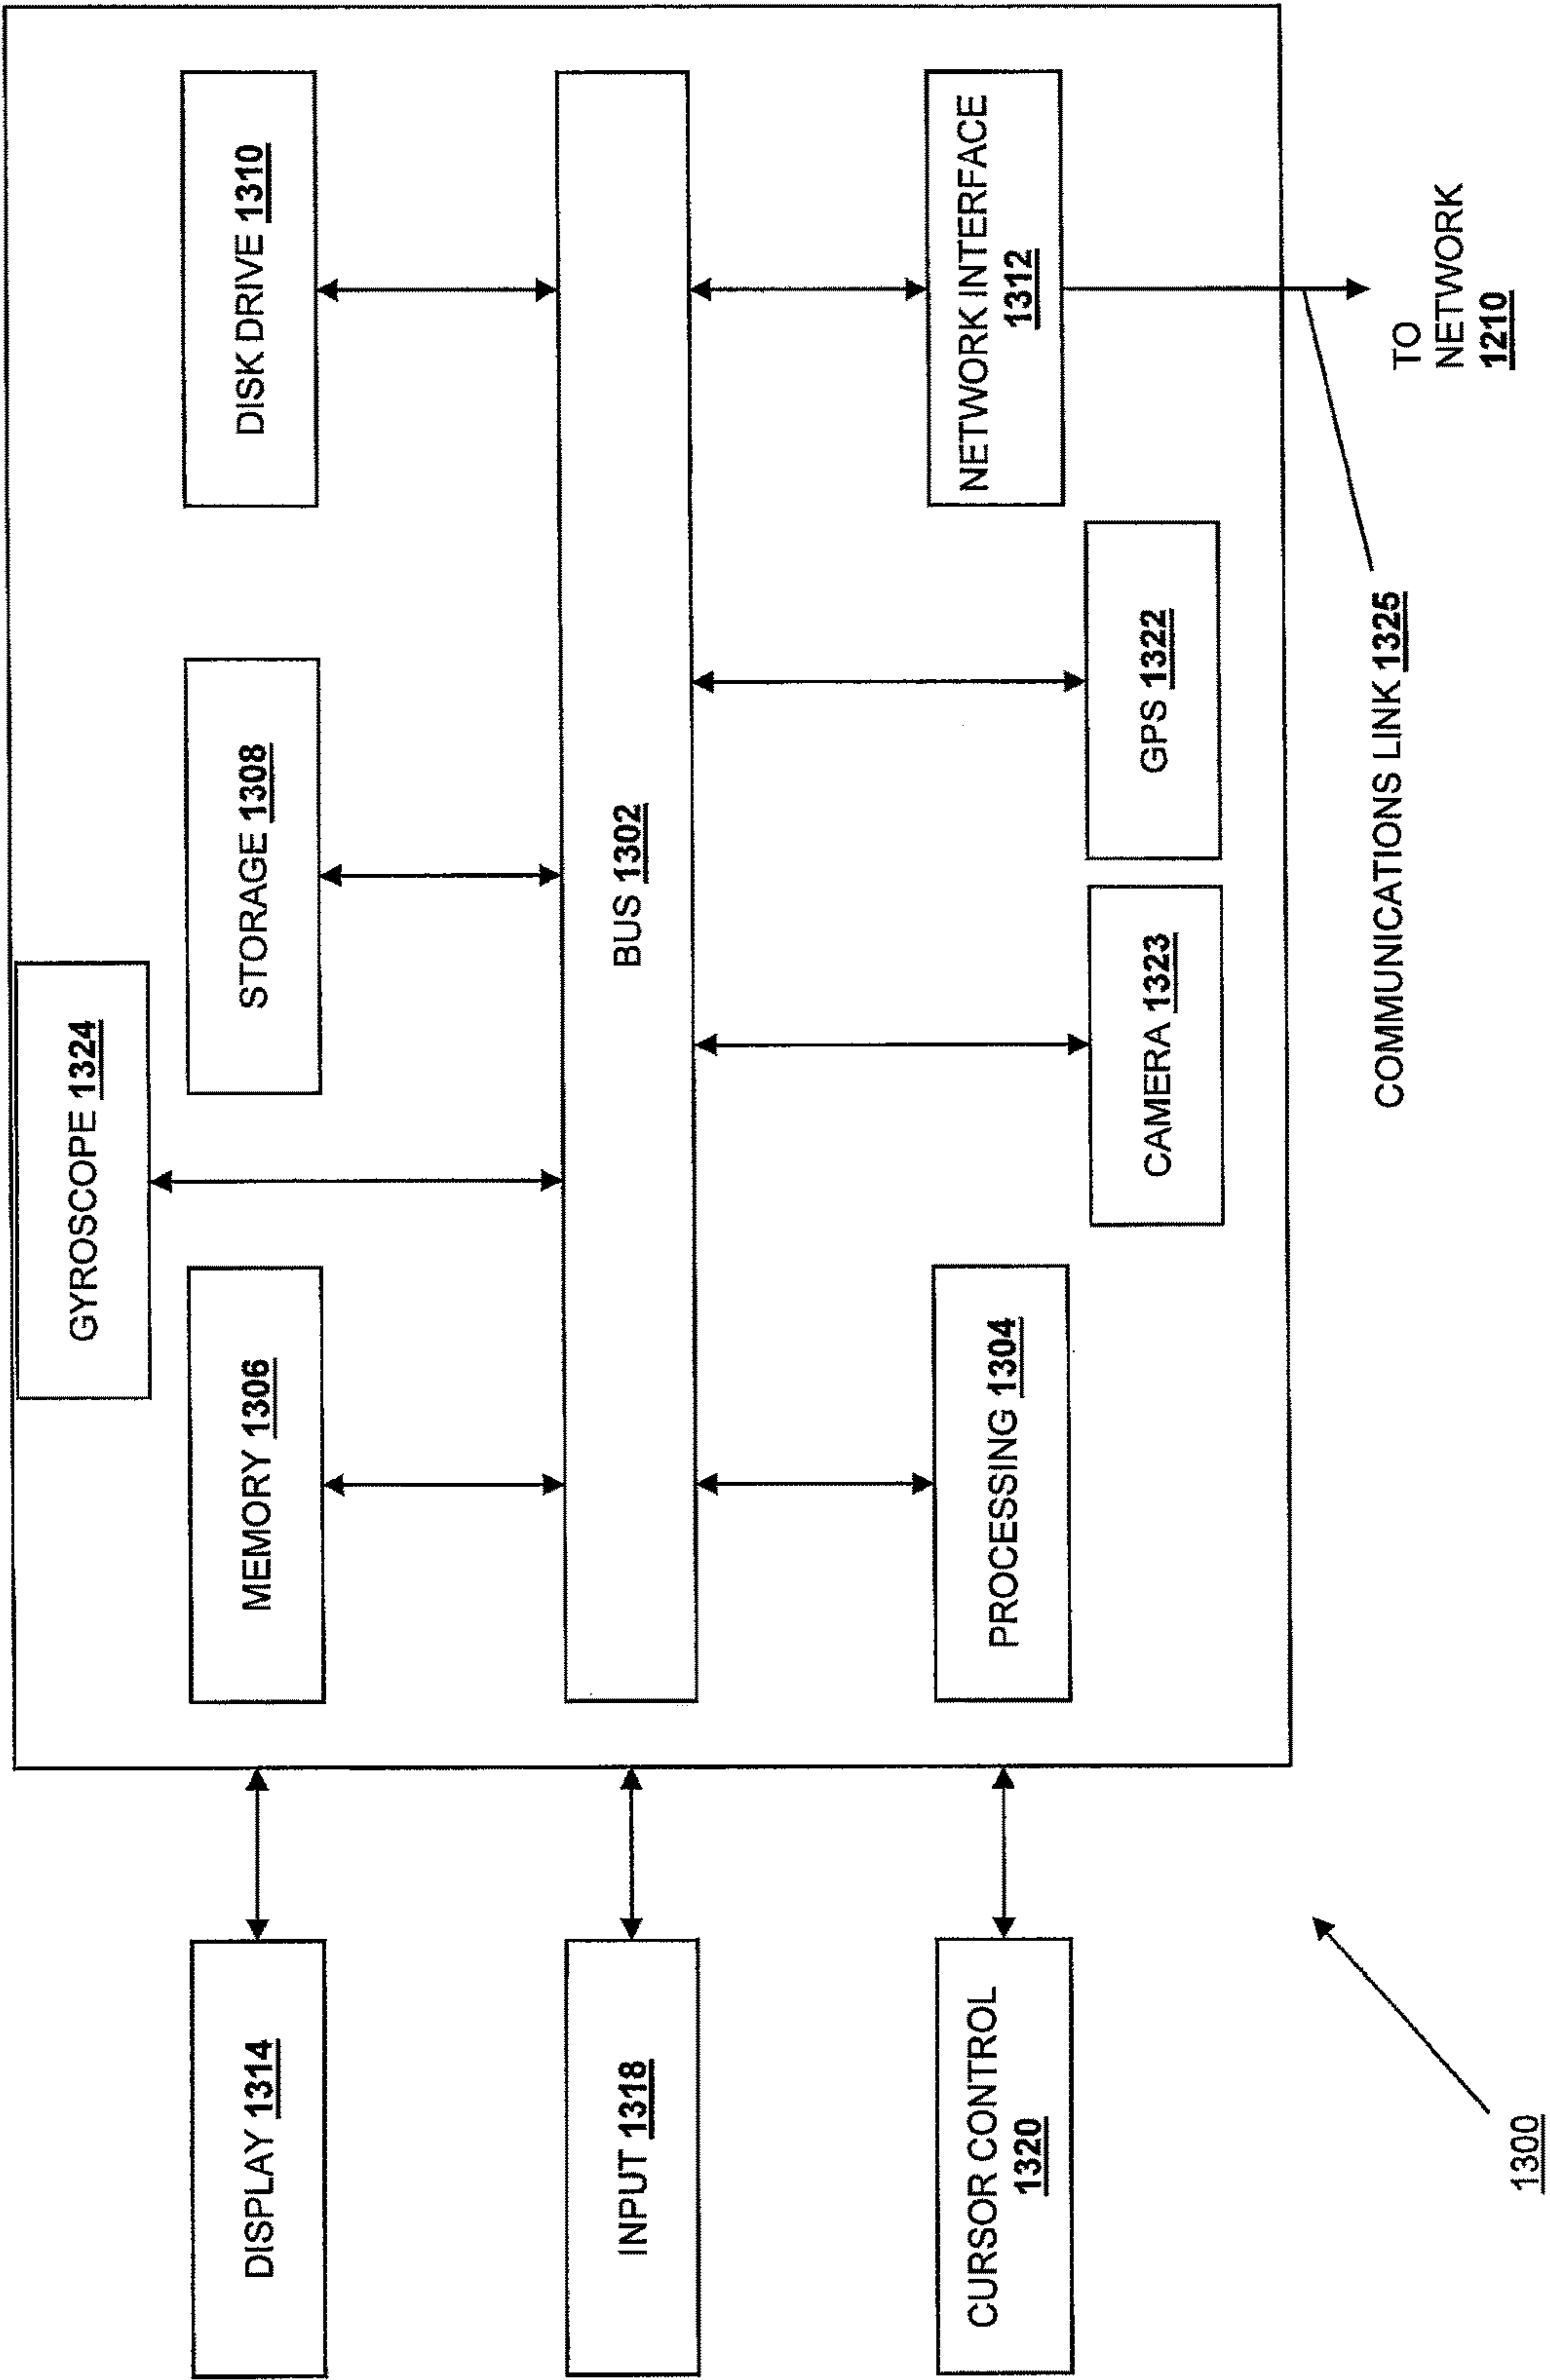 GYROSCOPE 1324
DISPLAY 1314
MEMORY 1306
STORAGE 1308
DISK DRIVE 1310
INPUT 1318
BUS 1302
CURSOR CONTROL
1320
PROCESSING 1304
NETWORK INTERFACE
1312
CAMERA 1323
GPS 1322
COMMUNICATIONS LINK 1325
TO
NETWORK
1210
1300